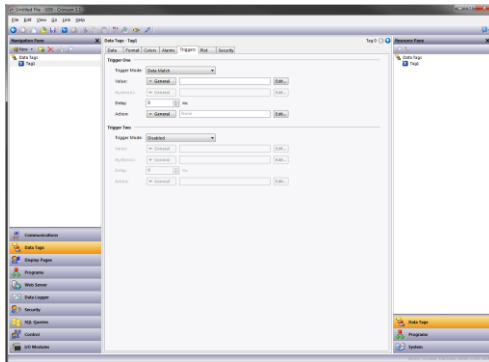 Untitled File - G09 - Crimson 3.1
File Edit View Go Link Help
Navigation Pane
Data Tags - Tag1
Tag 0
Resource Pane
New
Data Format Colors Alarms Triggers Plot Security
Data Tags
Tag1
Data Tags
Tag1
Trigger One
Trigger Mode: Data Match
Value: General Edit...
Hysteresis: General Edit...
Delay: 0 ms
Action: General None Edit...
Trigger Two
Trigger Mode: Disabled
Value: General Edit...
Hysteresis: General Edit...
Delay: 0 ms
Action: General Edit...
Communications
Data Tags
Display Pages
Programs
Web Server
Data Logger
Security
SQL Queries
Control
I/O Modules
Data Tags
Programs
System